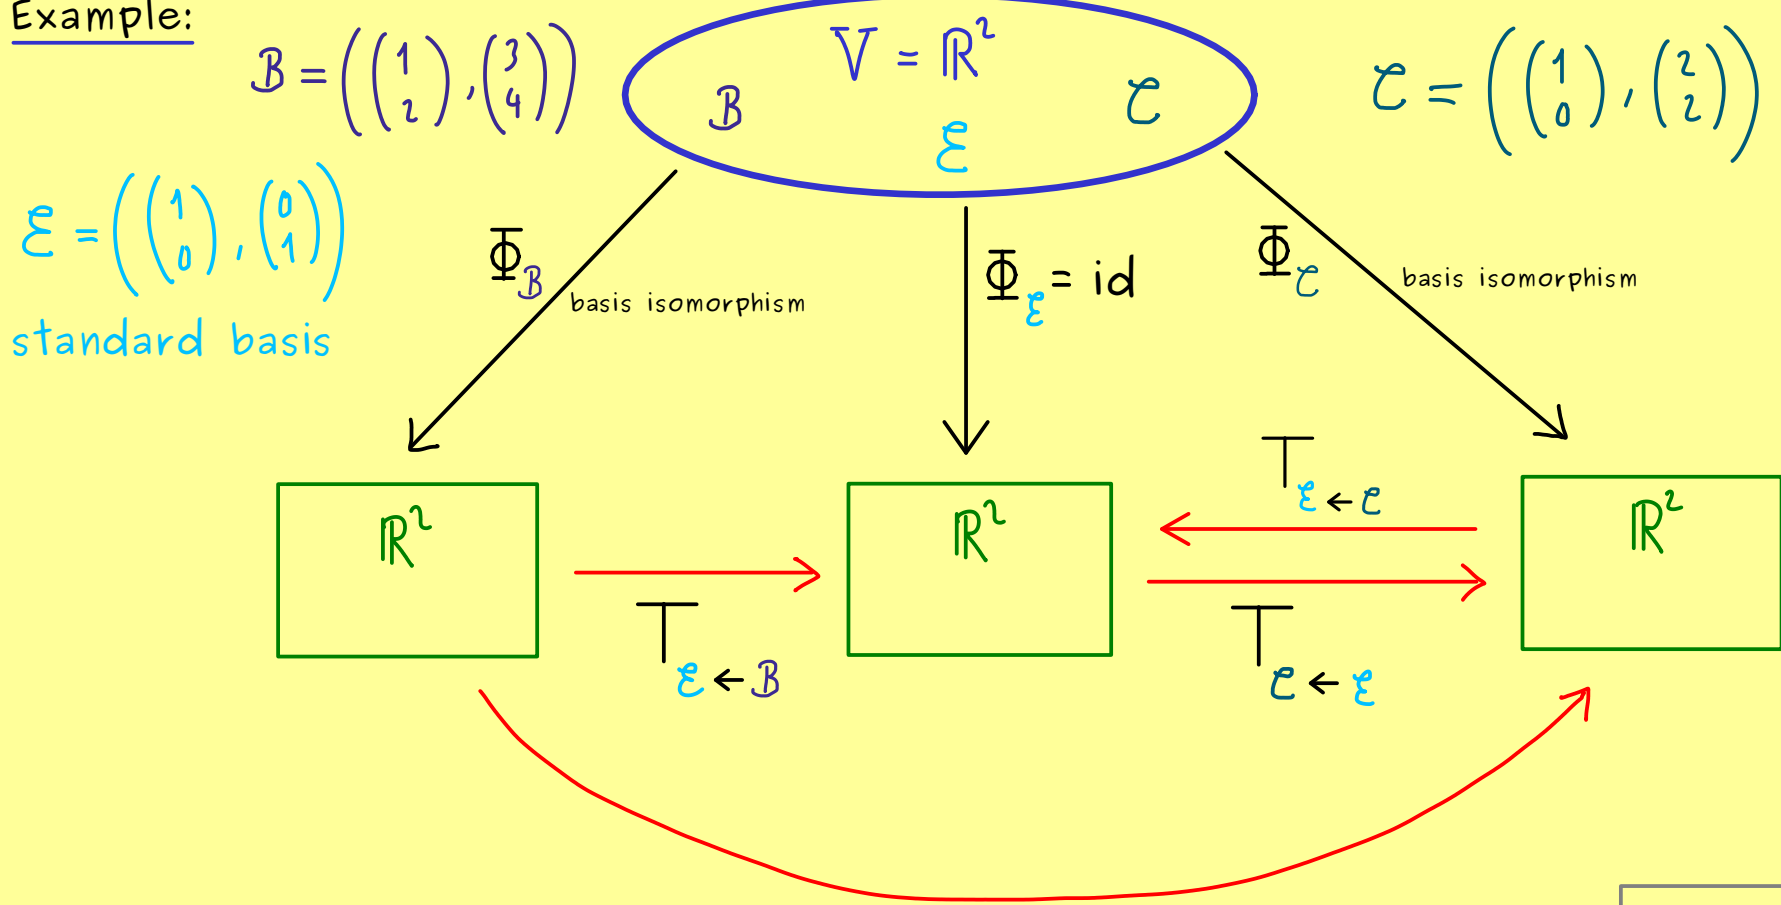 Example:
ℬ = ((1 2), (3 4))
V = ℝ²
ℬ ℰ 𝒞
𝒞 = ((1 0), (2 2))
ℰ = ((1 0), (0 1))
standard basis
Φ_ℬ
basis isomorphism
Φ_ℰ = id
Φ_𝒞
basis isomorphism
ℝ²
ℝ²
ℝ²
T_ℰ←𝒞
T_ℰ←ℬ
T_𝒞←ℰ